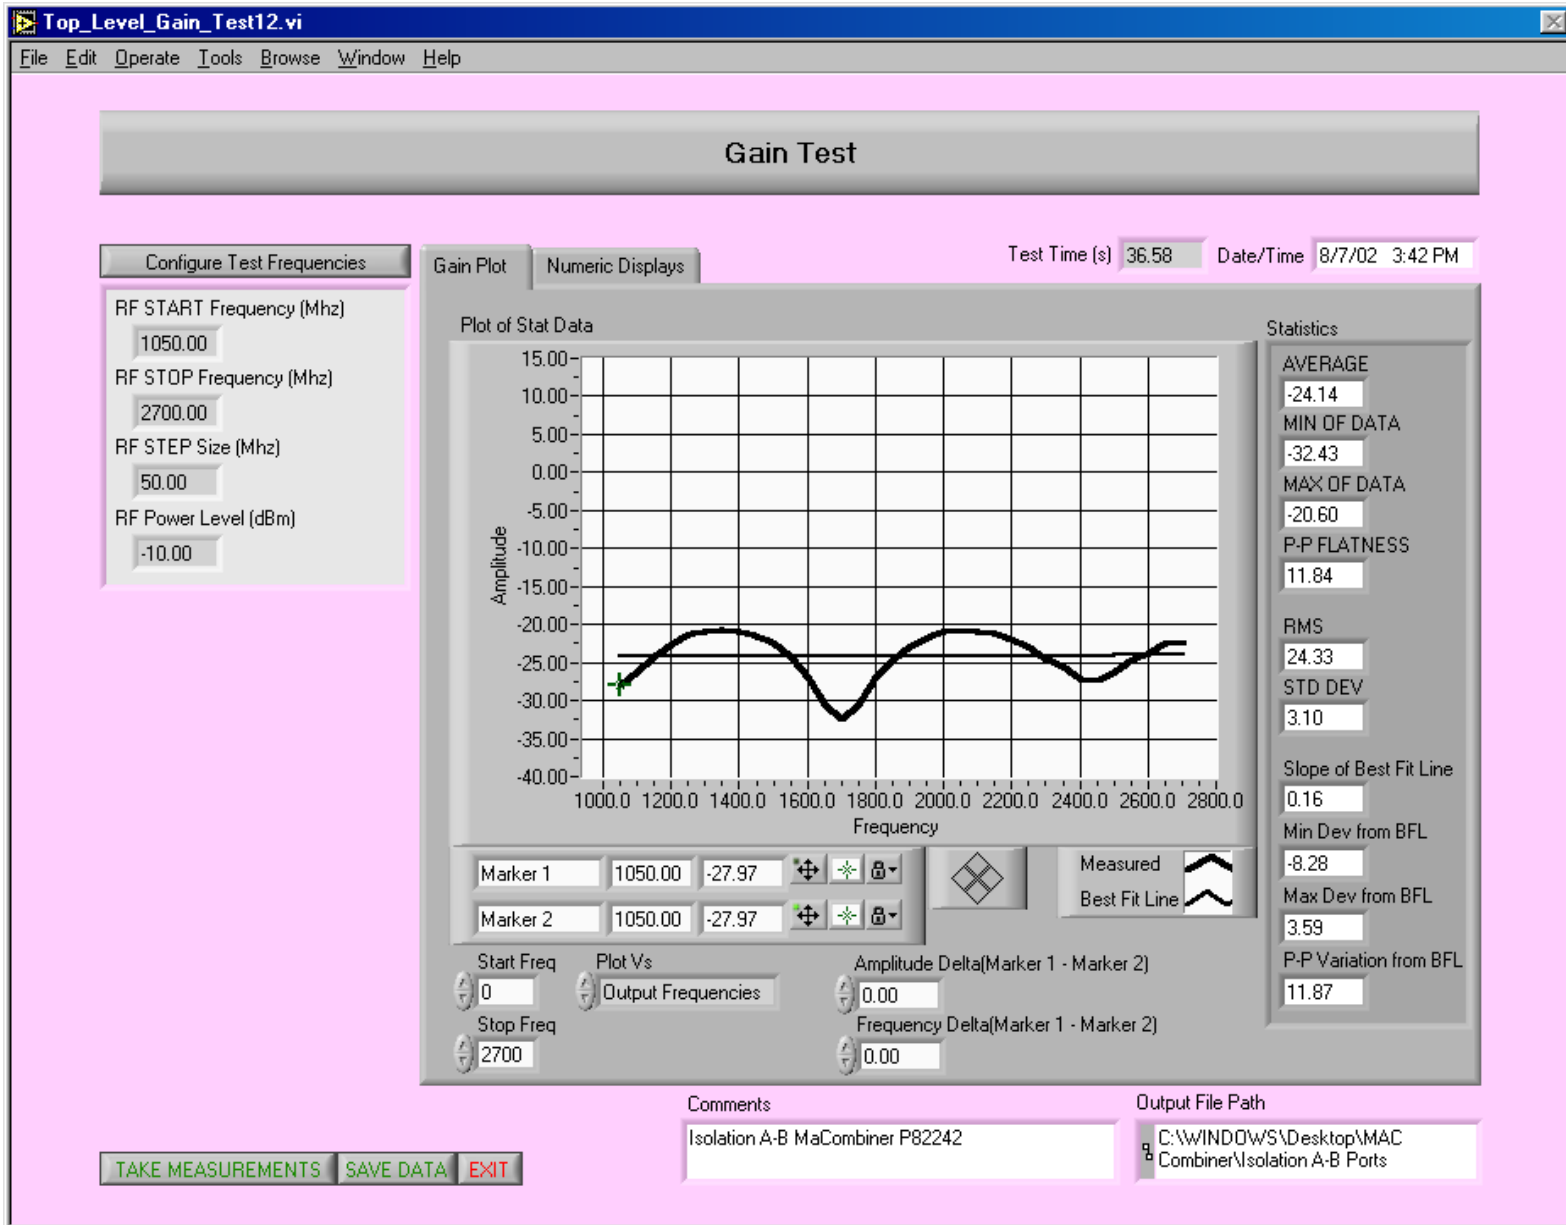 Top_Level_Gain_Test12.vi
File Edit Operate Tools Browse Window Help
Gain Test
Configure Test Frequencies
RF START Frequency (Mhz)
1050.00
RF STOP Frequency (Mhz)
2700.00
RF STEP Size (Mhz)
50.00
RF Power Level (dBm)
-10.00
Gain Plot
Numeric Displays
Test Time (s) 36.58
Date/Time 8/7/02 3:42 PM
Plot of Stat Data
Amplitude
15.00
10.00
5.00
0.00
-5.00
-10.00
-15.00
-20.00
-25.00
-30.00
-35.00
-40.00
1000.0 1200.0 1400.0 1600.0 1800.0 2000.0 2200.0 2400.0 2600.0 2800.0
Frequency
Marker 1 1050.00 -27.97
Marker 2 1050.00 -27.97
Measured
Best Fit Line
Start Freq
0
Stop Freq
2700
Plot Vs
Output Frequencies
Amplitude Delta(Marker 1 - Marker 2)
0.00
Frequency Delta(Marker 1 - Marker 2)
0.00
Statistics
AVERAGE
-24.14
MIN OF DATA
-32.43
MAX OF DATA
-20.60
P-P FLATNESS
11.84
RMS
24.33
STD DEV
3.10
Slope of Best Fit Line
0.16
Min Dev from BFL
-8.28
Max Dev from BFL
3.59
P-P Variation from BFL
11.87
Comments
Isolation A-B MaCombiner P82242
Output File Path
C:\WINDOWS\Desktop\MAC
Combiner\Isolation A-B Ports
TAKE MEASUREMENTS SAVE DATA EXIT